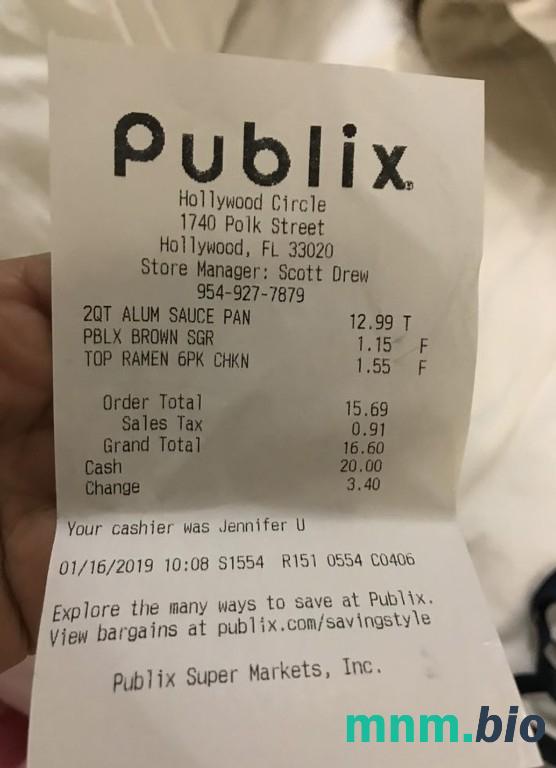 Publix.
Hollywood Circle
1740 Polk Street
Hollywood, FL 33020
Store Manager: Scott Drew
954-927-7879
2QT ALUM SAUCE PAN 12.99 T
PBLX BROWN SGR 1.15 F
TOP RAMEN 6PK CHKN 1.55 F
Order Total 15.69
Sales Tax 0.91
Grand Total 16.60
Cash 20.00
Change 3.40
Your cashier was Jennifer U
01/16/2019 10:08 S1554 R151 0554 C0406
Explore the many ways to save at Publix.
View bargains at publix.com/savingstyle
Publix Super Markets, Inc.
mnm.bio